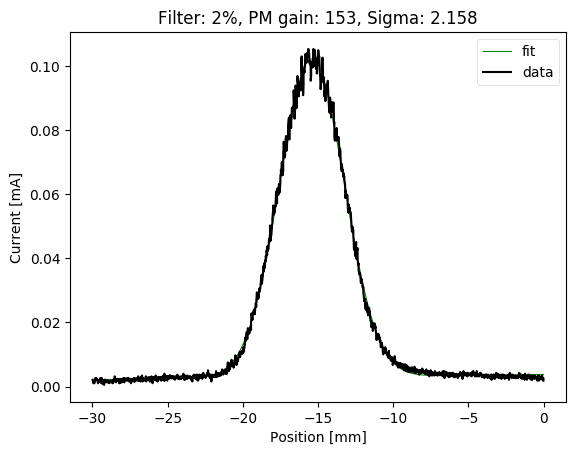 Filter: 2%, PM gain: 153, Sigma: 2.158
fit
data
Current [mA]
0.10
0.08
0.06
0.04
0.02
0.00
−30 −25 −20 −15 −10 −5 0
Position [mm]